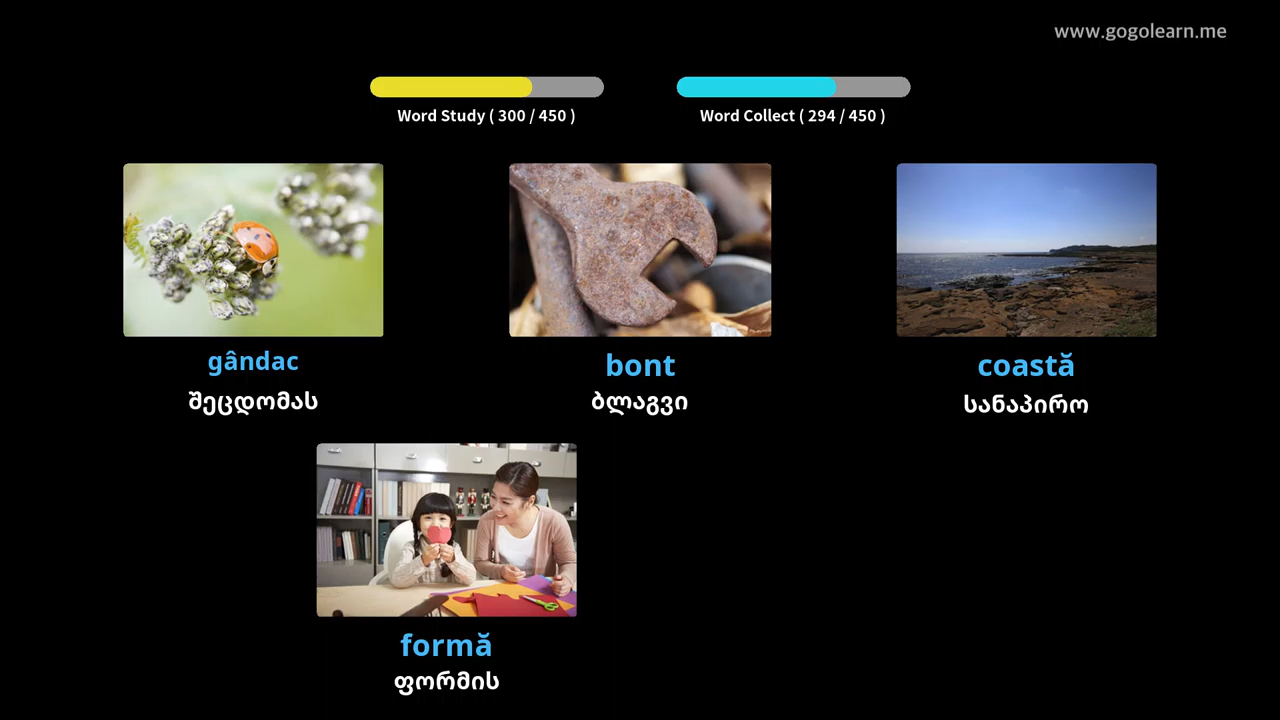 www.gogolearn.me
Word Study ( 300 / 450 )
Word Collect ( 294 / 450 )
gândac
შეცდომას
bont
ბლაგვი
coastă
სანაპირო
formă
ფორმის